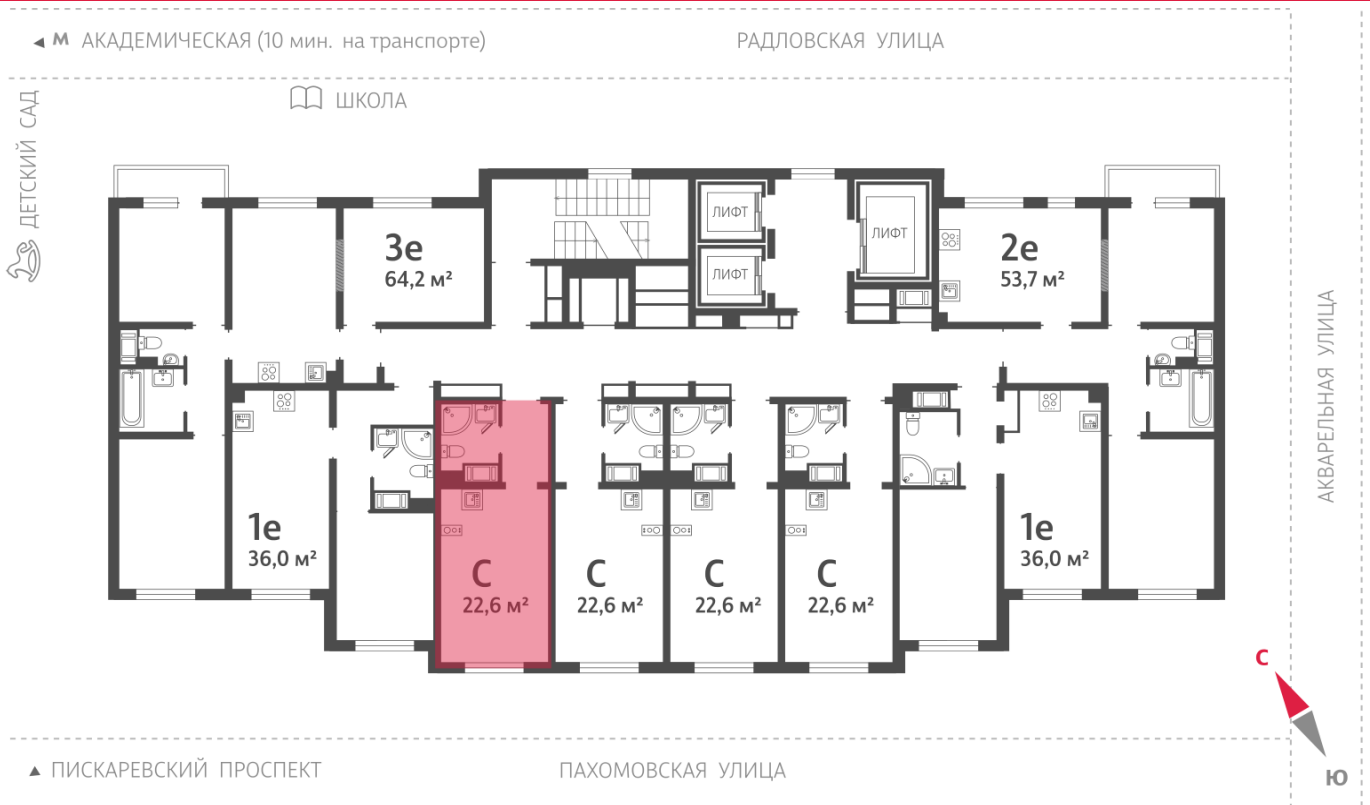 М АКАДЕМИЧЕСКАЯ (10 мин. на транспорте)
РАДЛОВСКАЯ УЛИЦА
ДЕТСКИЙ САД
ШКОЛА
ЛИФТ
ЛИФТ
ЛИФТ
3е
64,2 м²
2е
53,7 м²
АКВАРЕЛЬНАЯ УЛИЦА
1е
36,0 м²
1е
36,0 м²
С
22,6 м²
С
22,6 м²
С
22,6 м²
С
22,6 м²
С
Ю
ПИСКАРЕВСКИЙ ПРОСПЕКТ
ПАХОМОВСКАЯ УЛИЦА